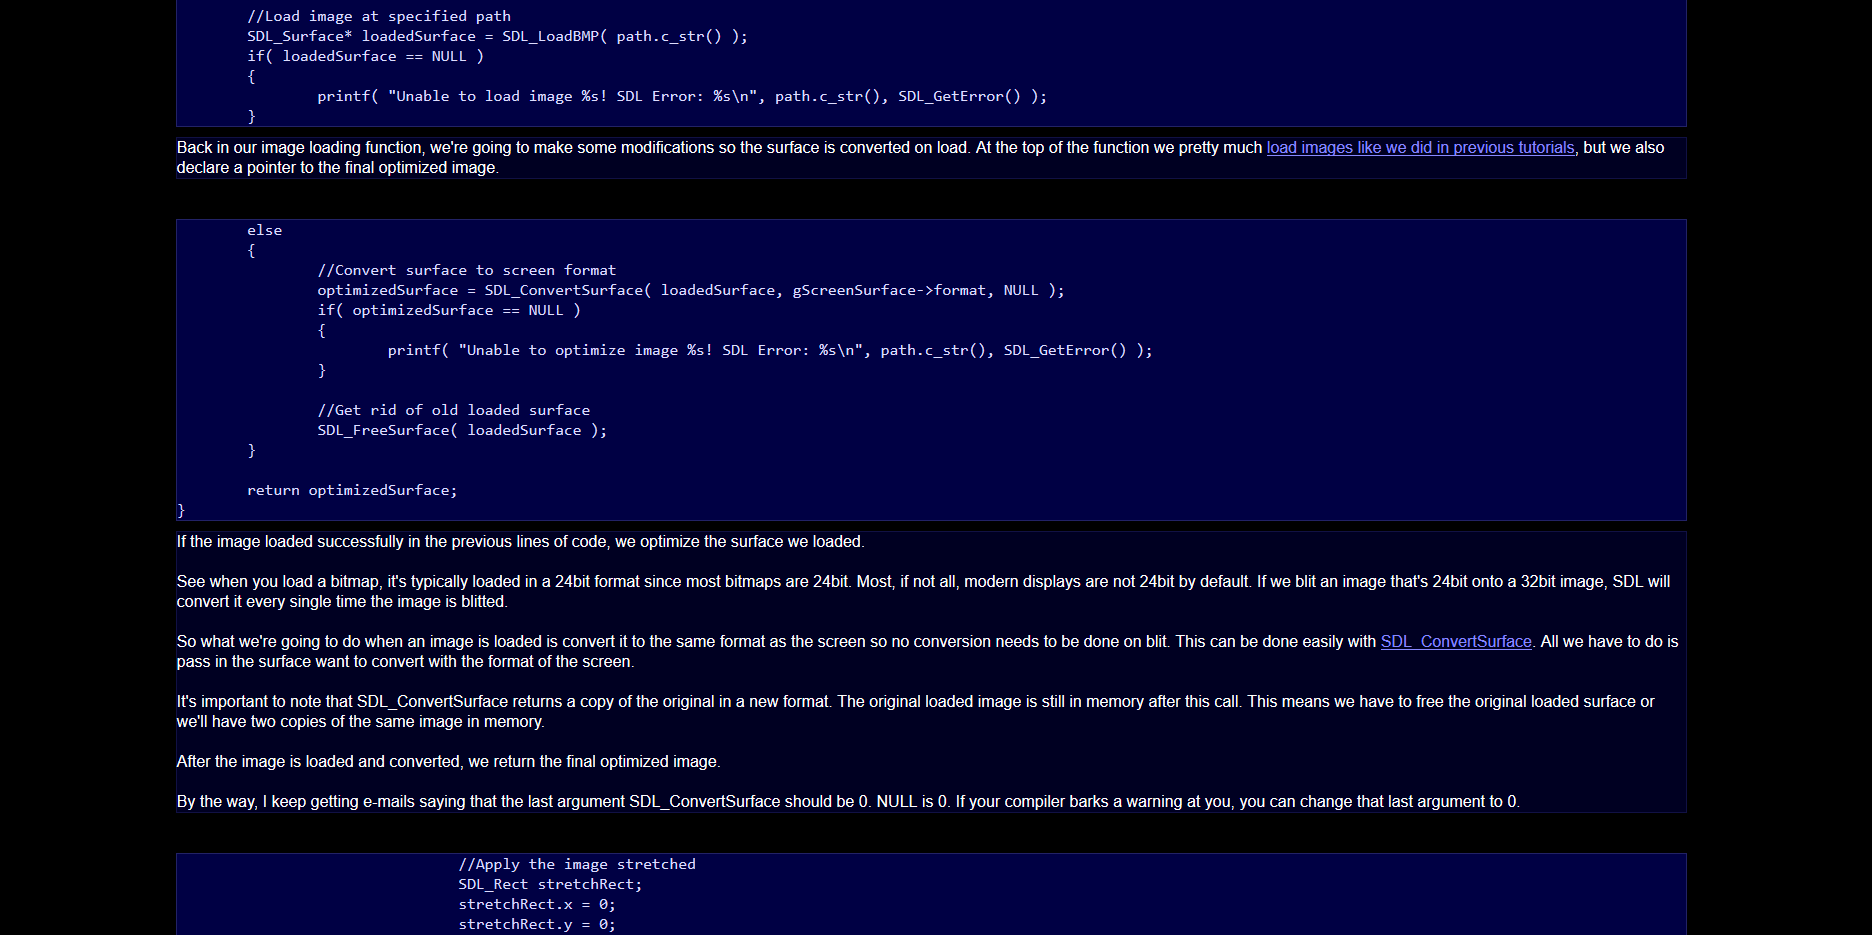 //Load image at specified path
SDL_Surface* loadedSurface = SDL_LoadBMP( path.c_str() );
if( loadedSurface == NULL )
{
printf( "Unable to load image %s! SDL Error: %s\n", path.c_str(), SDL_GetError() );
}
Back in our image loading function, we're going to make some modifications so the surface is converted on load. At the top of the function we pretty much load images like we did in previous tutorials, but we also
declare a pointer to the final optimized image.
else
{
//Convert surface to screen format
optimizedSurface = SDL_ConvertSurface( loadedSurface, gScreenSurface->format, NULL );
if( optimizedSurface == NULL )
{
printf( "Unable to optimize image %s! SDL Error: %s\n", path.c_str(), SDL_GetError() );
}
//Get rid of old loaded surface
SDL_FreeSurface( loadedSurface );
}
return optimizedSurface;
}
If the image loaded successfully in the previous lines of code, we optimize the surface we loaded.
See when you load a bitmap, it's typically loaded in a 24bit format since most bitmaps are 24bit. Most, if not all, modern displays are not 24bit by default. If we blit an image that's 24bit onto a 32bit image, SDL will
convert it every single time the image is blitted.
So what we're going to do when an image is loaded is convert it to the same format as the screen so no conversion needs to be done on blit. This can be done easily with SDL_ConvertSurface. All we have to do is
pass in the surface want to convert with the format of the screen.
It's important to note that SDL_ConvertSurface returns a copy of the original in a new format. The original loaded image is still in memory after this call. This means we have to free the original loaded surface or
we'll have two copies of the same image in memory.
After the image is loaded and converted, we return the final optimized image.
By the way, I keep getting e-mails saying that the last argument SDL_ConvertSurface should be 0. NULL is 0. If your compiler barks a warning at you, you can change that last argument to 0.
//Apply the image stretched
SDL_Rect stretchRect;
stretchRect.x = 0;
stretchRect.y = 0;